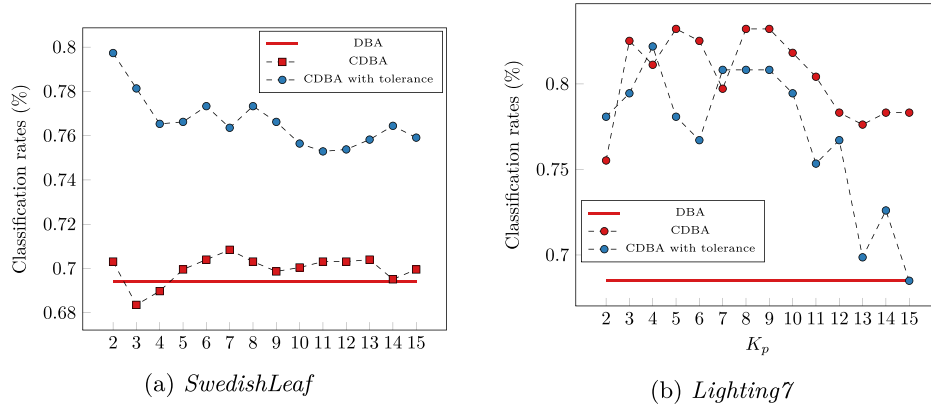 0.8
0.78
0.76
0.74
0.72
0.7
0.68
Classification rates (%)
DBA
CDBA
CDBA with tolerance
2 3 4 5 6 7 8 9 10 11 12 13 14 15
(a) SwedishLeaf
0.8
0.75
0.7
Classification rates (%)
DBA
CDBA
CDBA with tolerance
2 3 4 5 6 7 8 9 10 11 12 13 14 15
K_p
(b) Lighting7